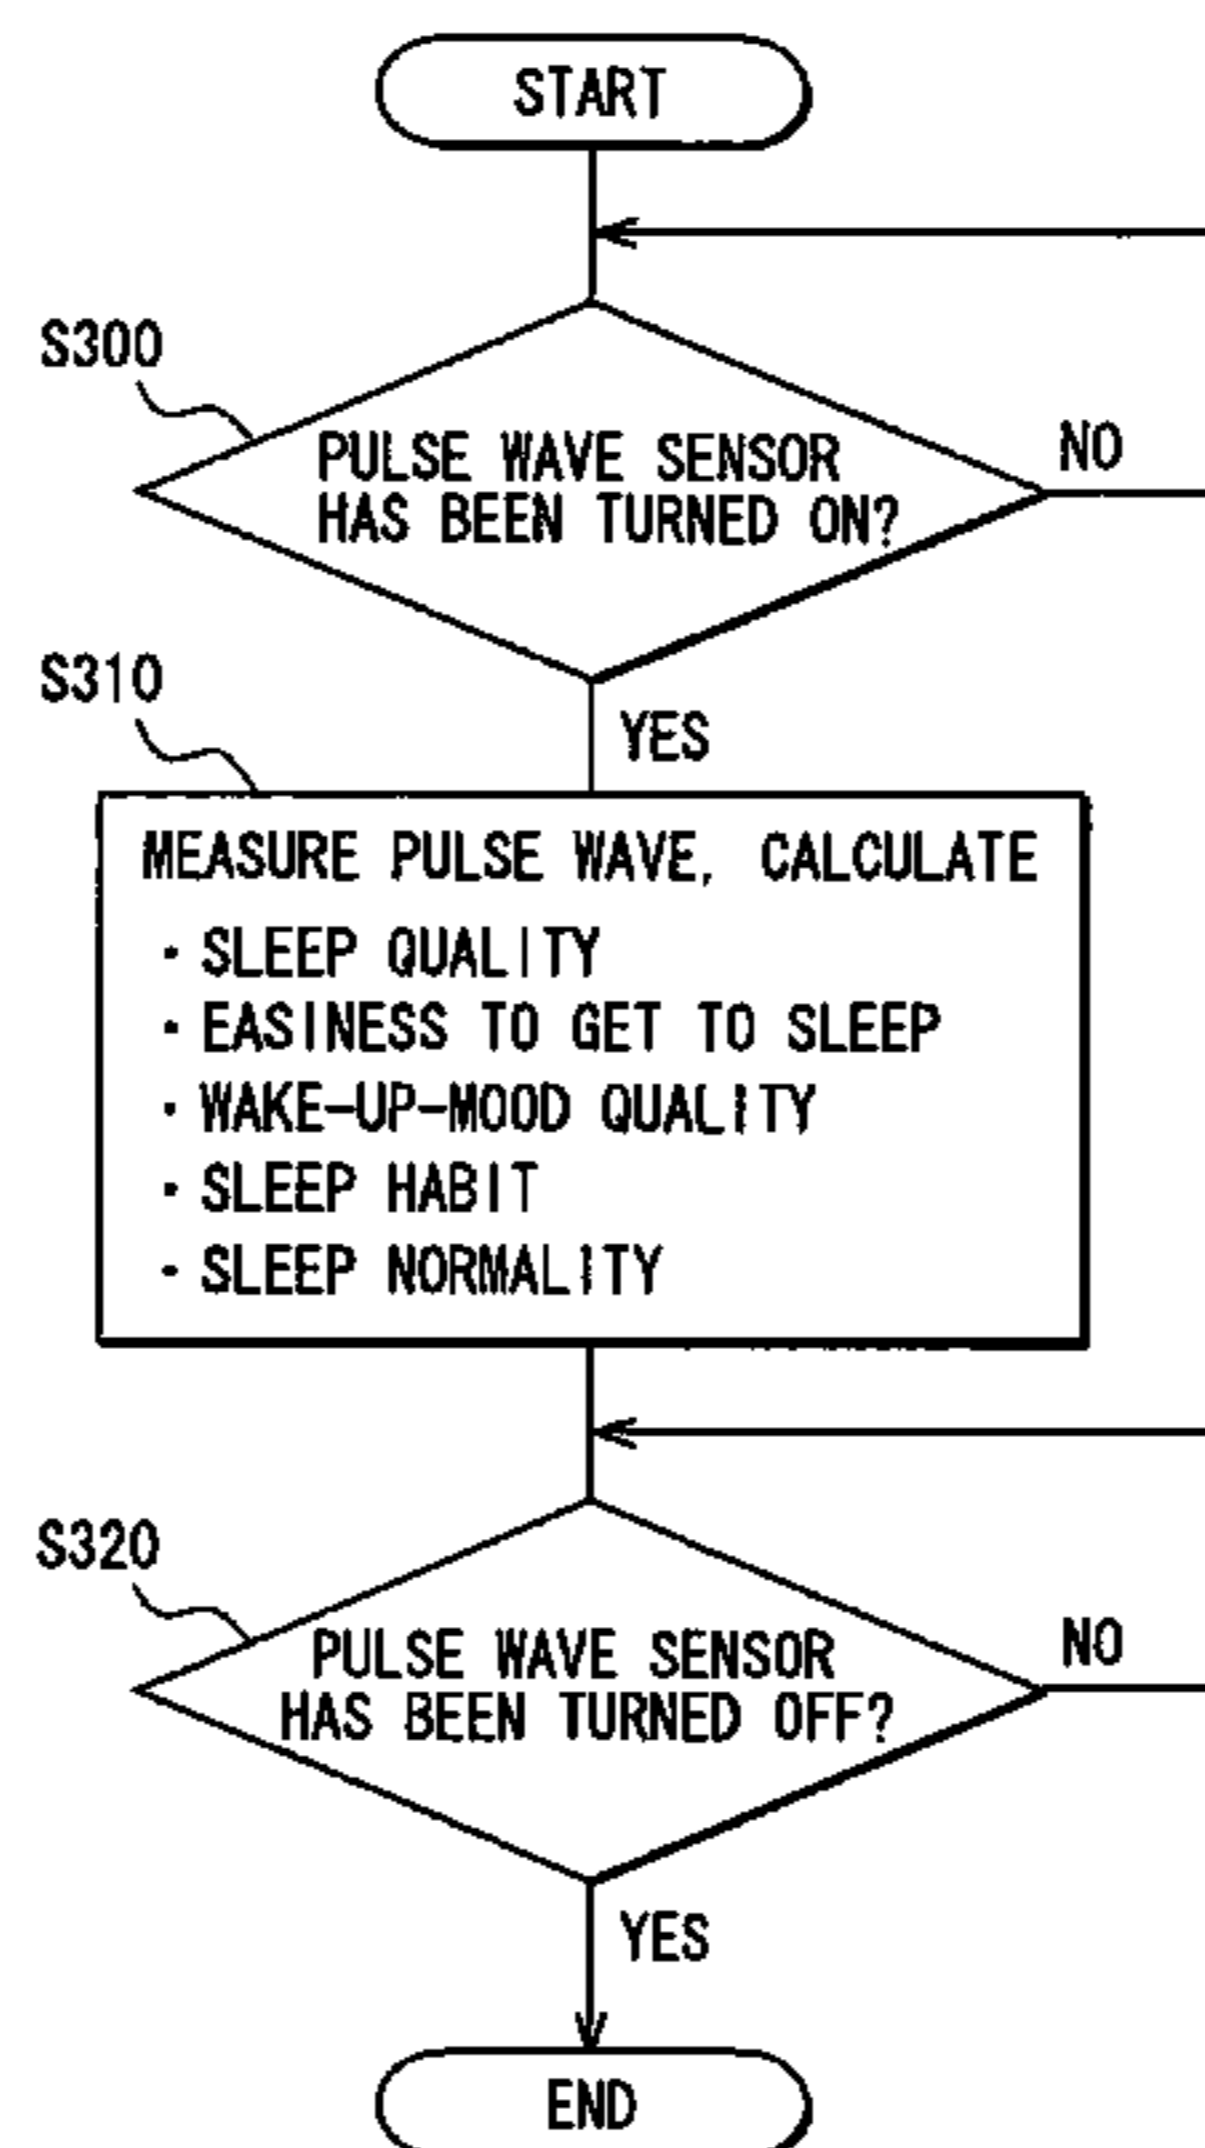 START
S300
PULSE WAVE SENSOR
HAS BEEN TURNED ON?
NO
S310
YES
MEASURE PULSE WAVE, CALCULATE
· SLEEP QUALITY
· EASINESS TO GET TO SLEEP
· WAKE-UP-MOOD QUALITY
· SLEEP HABIT
· SLEEP NORMALITY
S320
PULSE WAVE SENSOR
HAS BEEN TURNED OFF?
NO
YES
END